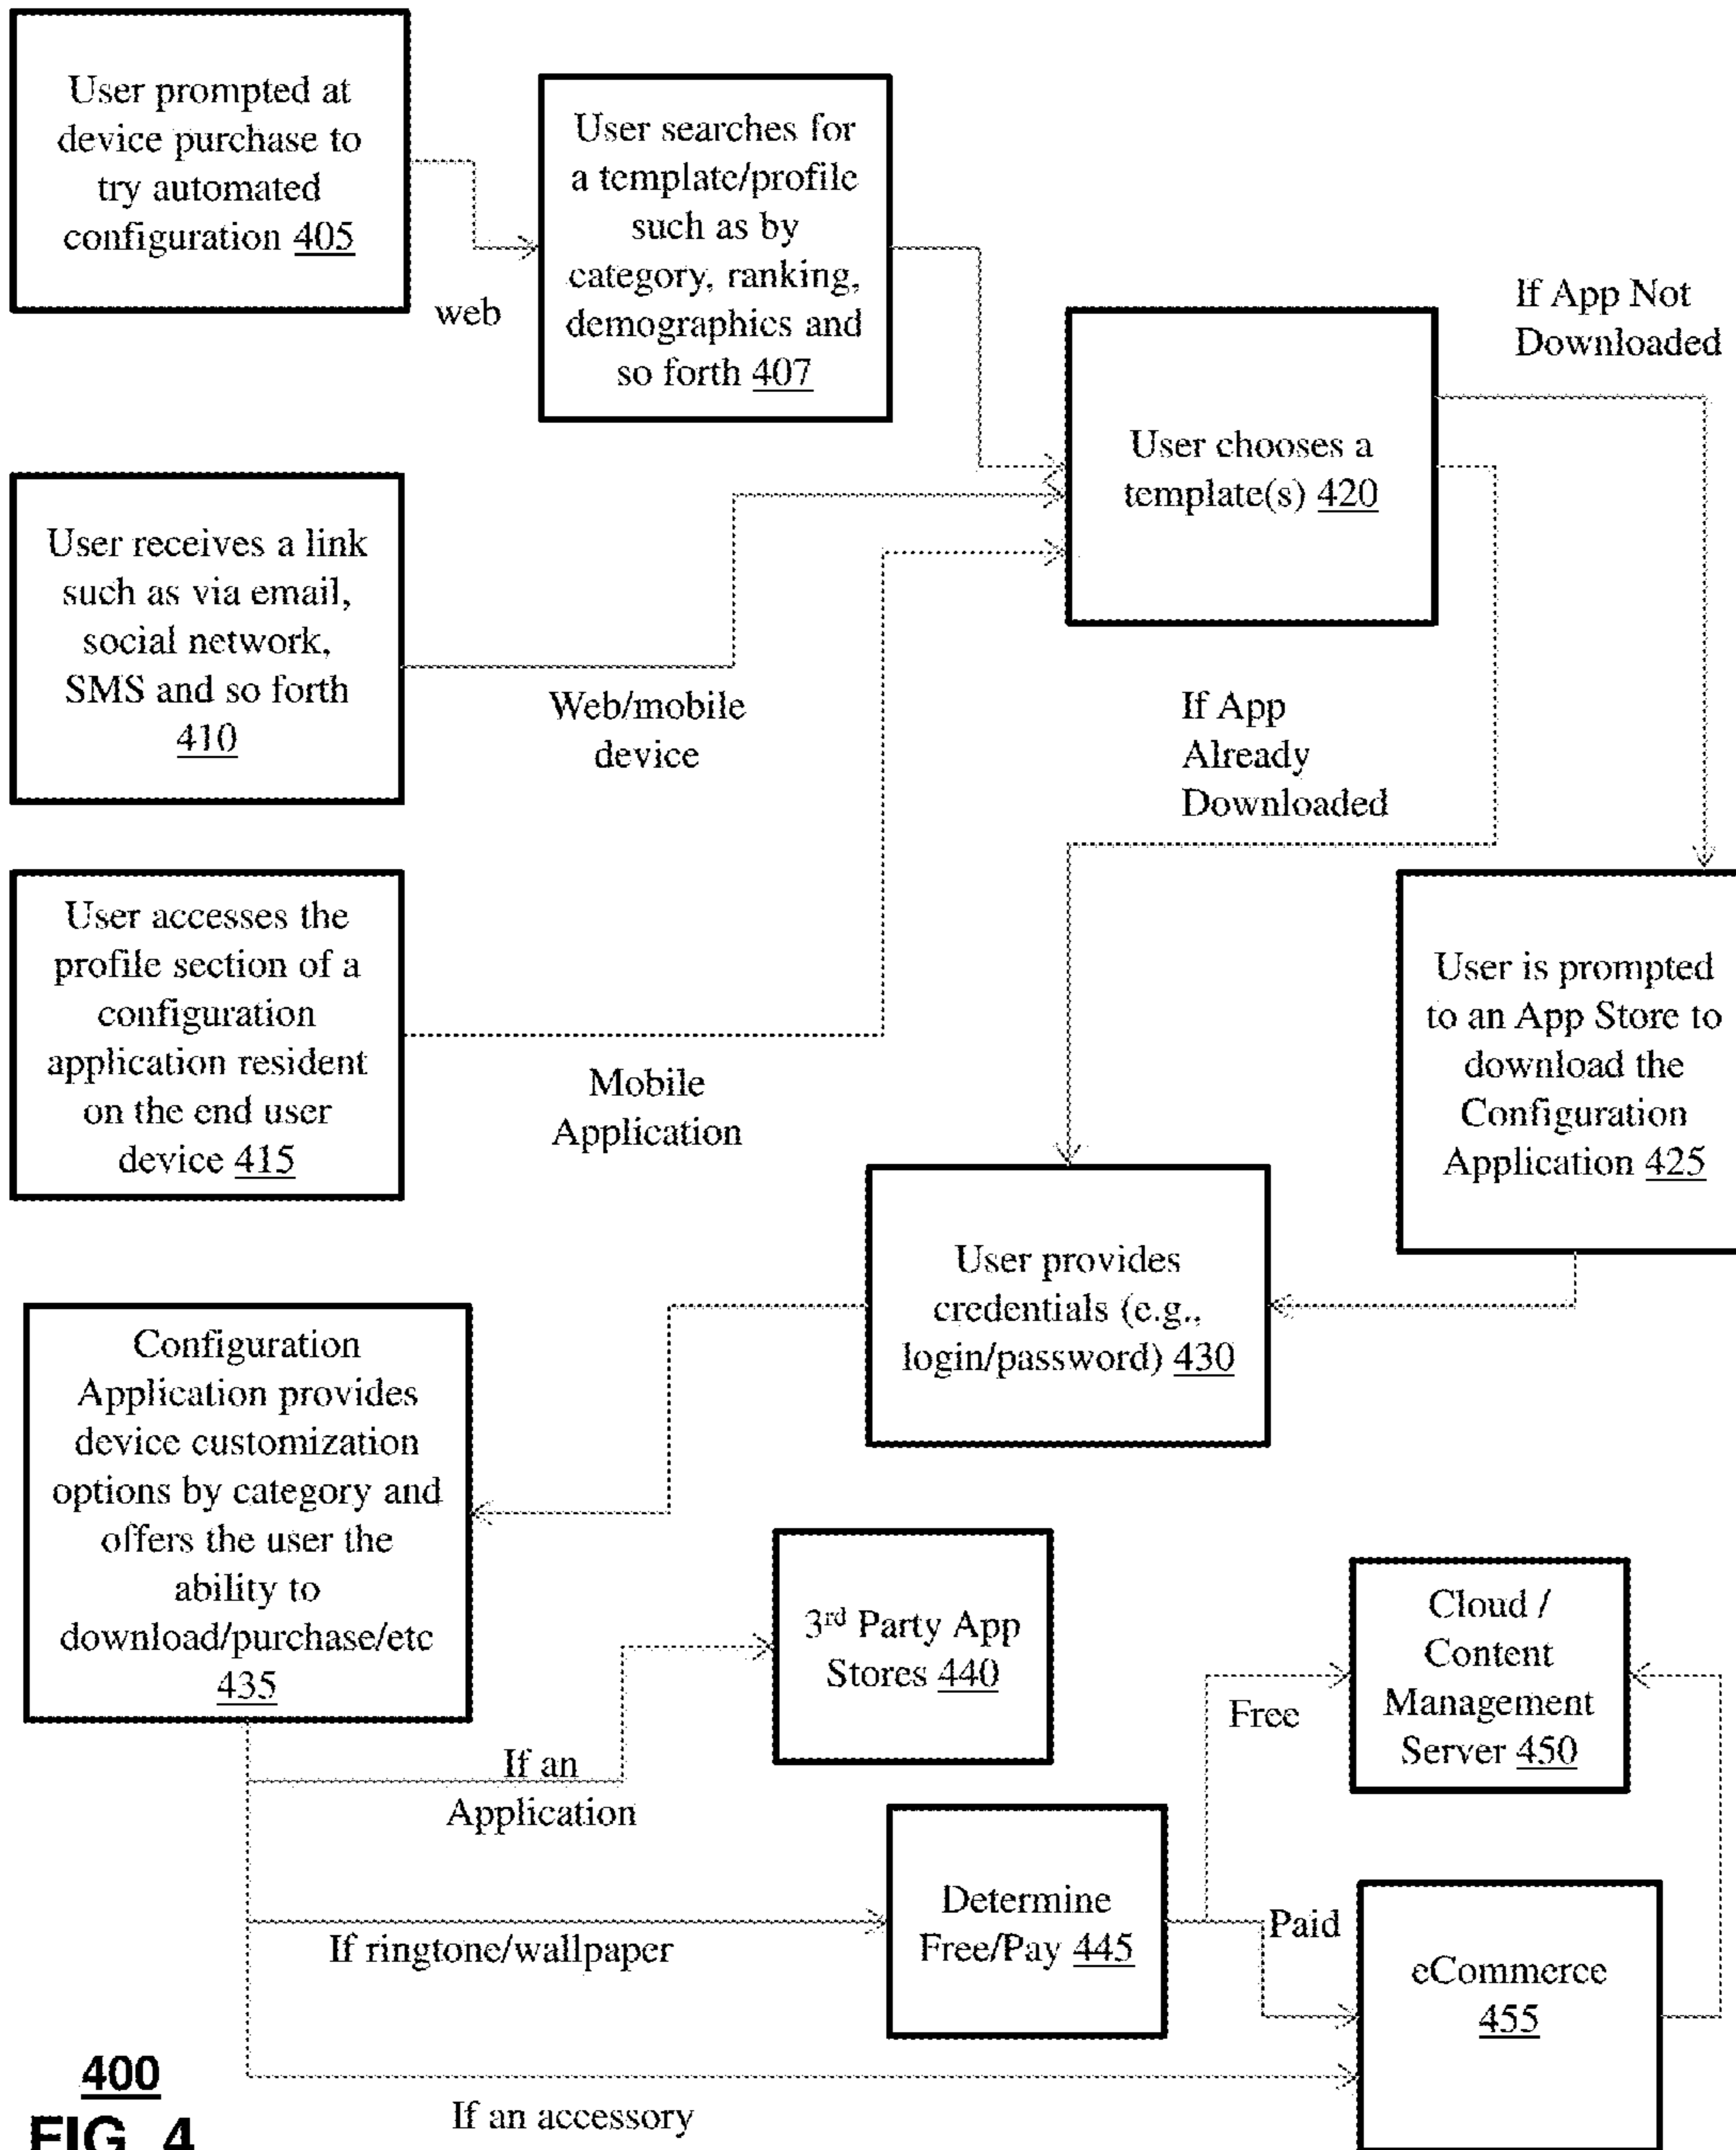 User prompted at
device purchase to
try automated
configuration 405
web
User searches for
a template/profile
such as by
category, ranking,
demographics and
so forth 407
If App Not
Downloaded
User chooses a
template(s) 420
User receives a link
such as via email,
social network,
SMS and so forth
410
Web/mobile
device
If App
Already
Downloaded
User accesses the
profile section of a
configuration
application resident
on the end user
device 415
Mobile
Application
User is prompted
to an App Store to
download the
Configuration
Application 425
User provides
credentials (e.g.,
login/password) 430
Configuration
Application provides
device customization
options by category and
offers the user the
ability to
download/purchase/etc
435
3rd Party App
Stores 440
Cloud /
Content
Management
Server 450
Free
If an
Application
Determine
Free/Pay 445
Paid
If ringtone/wallpaper
eCommerce
455
If an accessory
400
FIG. 4